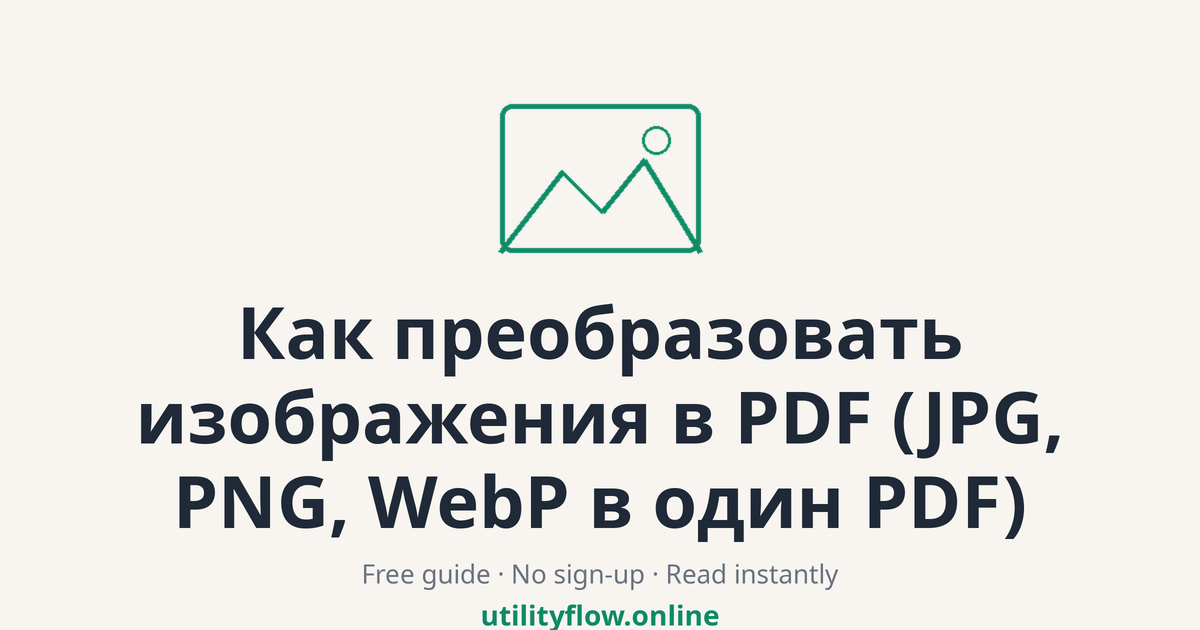 Как преобразовать
изображения в PDF (JPG,
PNG, WebP в один PDF)
Free guide · No sign-up · Read instantly
utilityflow.online